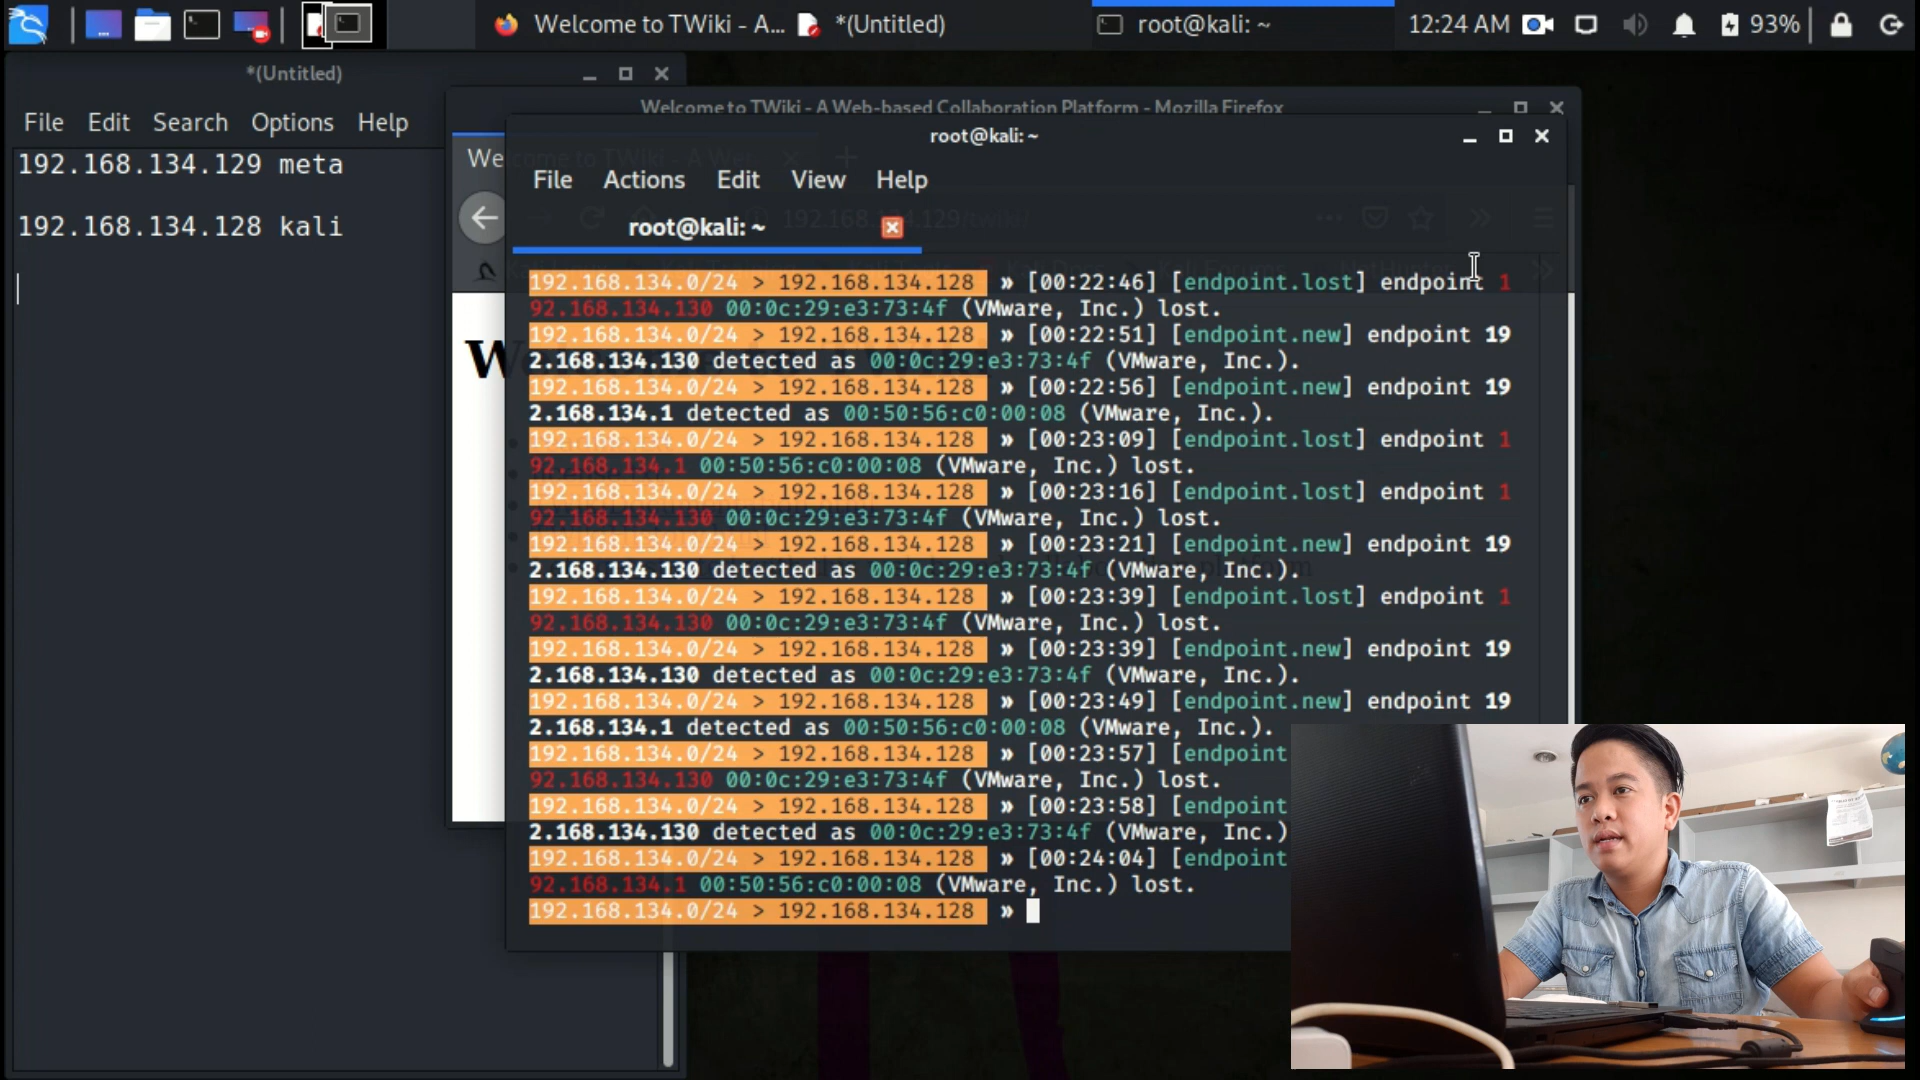 Welcome to TWiki - A...
*(Untitled)
root@kali: ~
12:24 AM
93%
*(Untitled)
File Edit Search Options Help
192.168.134.129 meta
192.168.134.128 kali
Welcome to TWiki - A Web-based Collaboration Platform - Mozilla Firefox
We
W
root@kali: ~
File Actions Edit View Help
root@kali: ~
192.168.134.0/24 > 192.168.134.128 » [00:22:46] [endpoint.lost] endpoint 1
92.168.134.130 00:0c:29:e3:73:4f (VMware, Inc.) lost.
192.168.134.0/24 > 192.168.134.128 » [00:22:51] [endpoint.new] endpoint 19
2.168.134.130 detected as 00:0c:29:e3:73:4f (VMware, Inc.).
192.168.134.0/24 > 192.168.134.128 » [00:22:56] [endpoint.new] endpoint 19
2.168.134.1 detected as 00:50:56:c0:00:08 (VMware, Inc.).
192.168.134.0/24 > 192.168.134.128 » [00:23:09] [endpoint.lost] endpoint 1
92.168.134.1 00:50:56:c0:00:08 (VMware, Inc.) lost.
192.168.134.0/24 > 192.168.134.128 » [00:23:16] [endpoint.lost] endpoint 1
92.168.134.130 00:0c:29:e3:73:4f (VMware, Inc.) lost.
192.168.134.0/24 > 192.168.134.128 » [00:23:21] [endpoint.new] endpoint 19
2.168.134.130 detected as 00:0c:29:e3:73:4f (VMware, Inc.).
192.168.134.0/24 > 192.168.134.128 » [00:23:39] [endpoint.lost] endpoint 1
92.168.134.130 00:0c:29:e3:73:4f (VMware, Inc.) lost.
192.168.134.0/24 > 192.168.134.128 » [00:23:39] [endpoint.new] endpoint 19
2.168.134.130 detected as 00:0c:29:e3:73:4f (VMware, Inc.).
192.168.134.0/24 > 192.168.134.128 » [00:23:49] [endpoint.new] endpoint 19
2.168.134.1 detected as 00:50:56:c0:00:08 (VMware, Inc.).
192.168.134.0/24 > 192.168.134.128 » [00:23:57] [endpoint
92.168.134.130 00:0c:29:e3:73:4f (VMware, Inc.) lost.
192.168.134.0/24 > 192.168.134.128 » [00:23:58] [endpoint
2.168.134.130 detected as 00:0c:29:e3:73:4f (VMware, Inc.)
192.168.134.0/24 > 192.168.134.128 » [00:24:04] [endpoint
92.168.134.1 00:50:56:c0:00:08 (VMware, Inc.) lost.
192.168.134.0/24 > 192.168.134.128 »